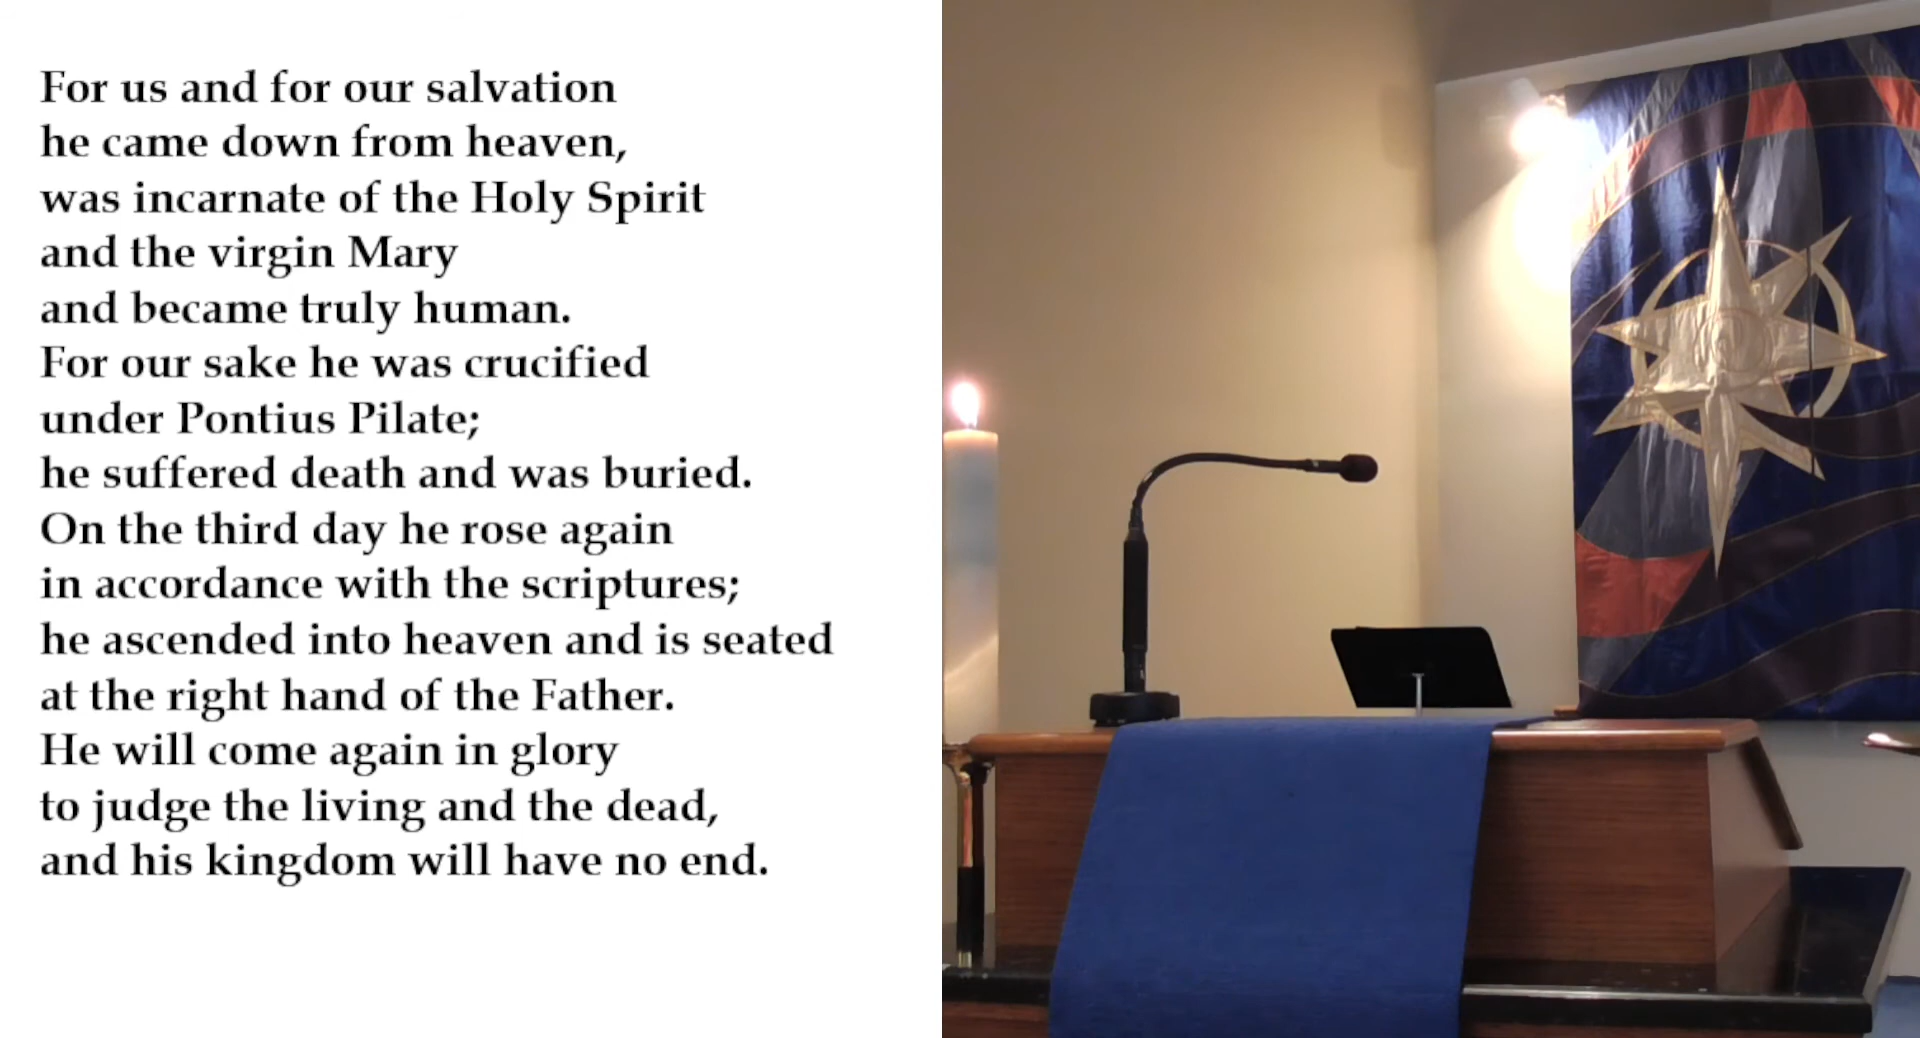 For us and for our salvation
he came down from heaven,
was incarnate of the Holy Spirit
and the virgin Mary
and became truly human.
For our sake he was crucified
under Pontius Pilate;
he suffered death and was buried.
On the third day he rose again
in accordance with the scriptures;
he ascended into heaven and is seated
at the right hand of the Father.
He will come again in glory
to judge the living and the dead,
and his kingdom will have no end.